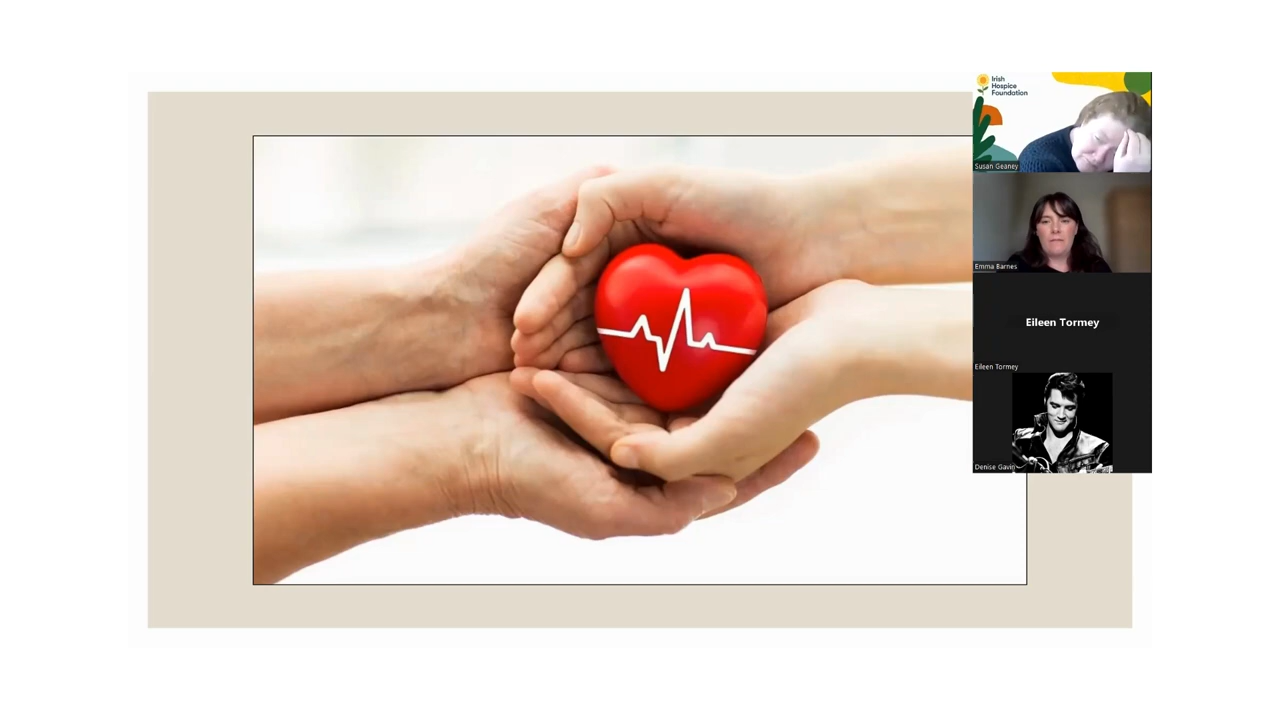 Irish
Hospice
Foundation
Susan Geaney
Emma Barnes
Eileen Tormey
Eileen Tormey
Denise Gavin